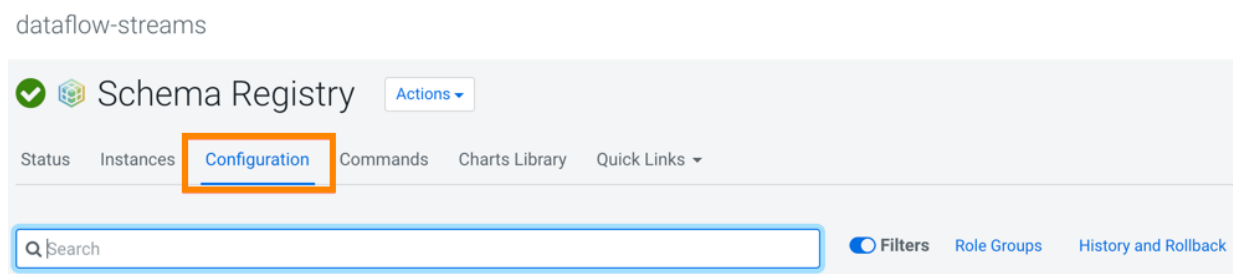 dataflow-streams
Schema Registry Actions
Status Instances Configuration Commands Charts Library Quick Links
Search Filters Role Groups History and Rollback